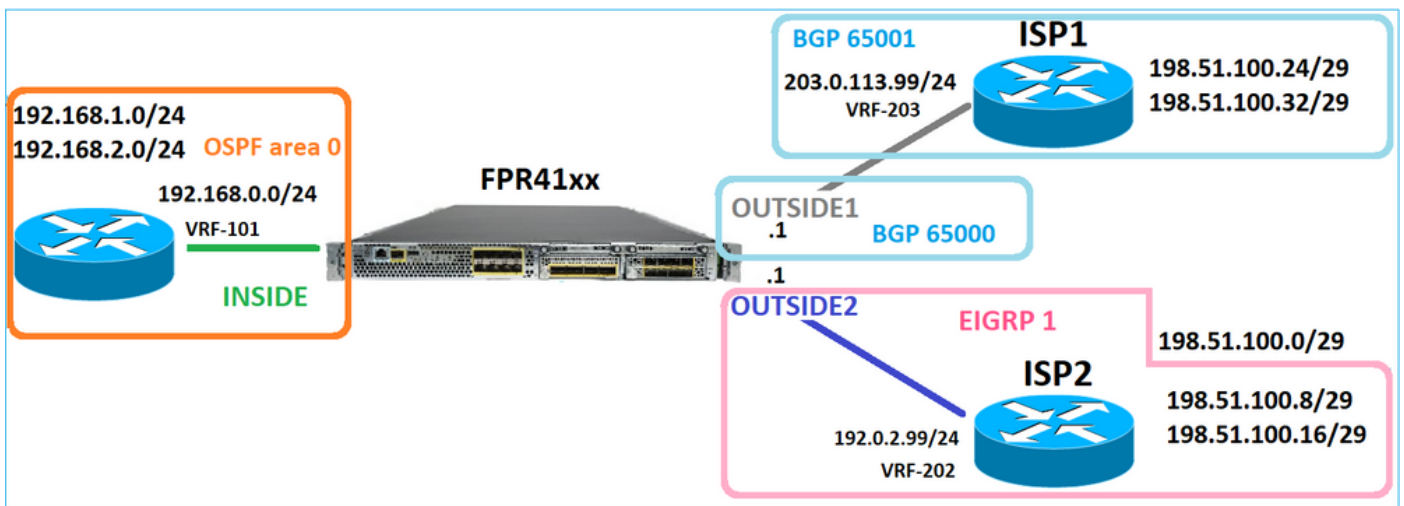 BGP 65001
ISP1
203.0.113.99/24
VRF-203
198.51.100.24/29
198.51.100.32/29
192.168.1.0/24
192.168.2.0/24 OSPF area 0
192.168.0.0/24
VRF-101
INSIDE
FPR41xx
OUTSIDE1
.1
BGP 65000
.1
OUTSIDE2
EIGRP 1
198.51.100.0/29
ISP2
192.0.2.99/24
VRF-202
198.51.100.8/29
198.51.100.16/29